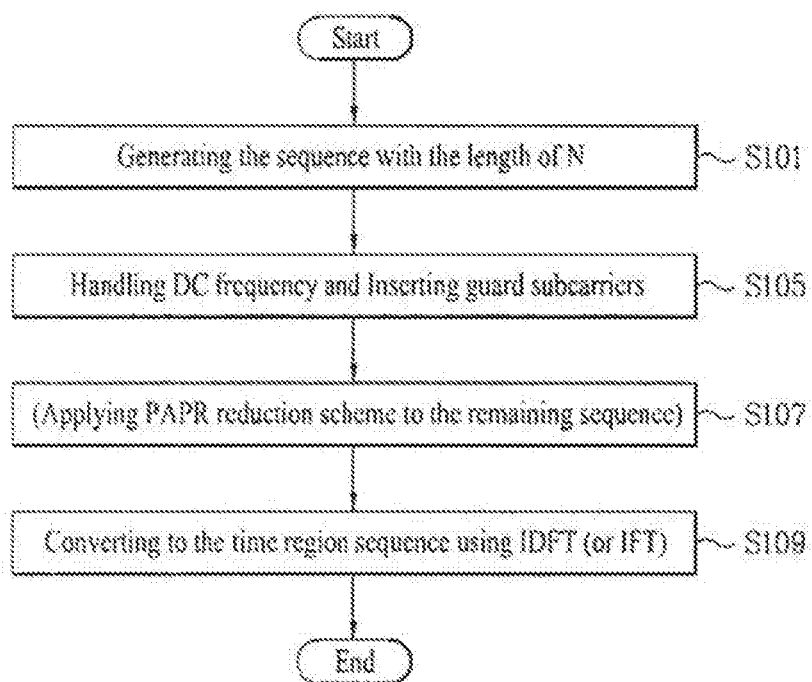 Start
Generating the sequence with the length of N
S101
Handling DC frequency and Inserting guard subcarriers
S105
(Applying PAPR reduction scheme to the remaining sequence)
S107
Converting to the time region sequence using IDFT (or IFT)
S109
End